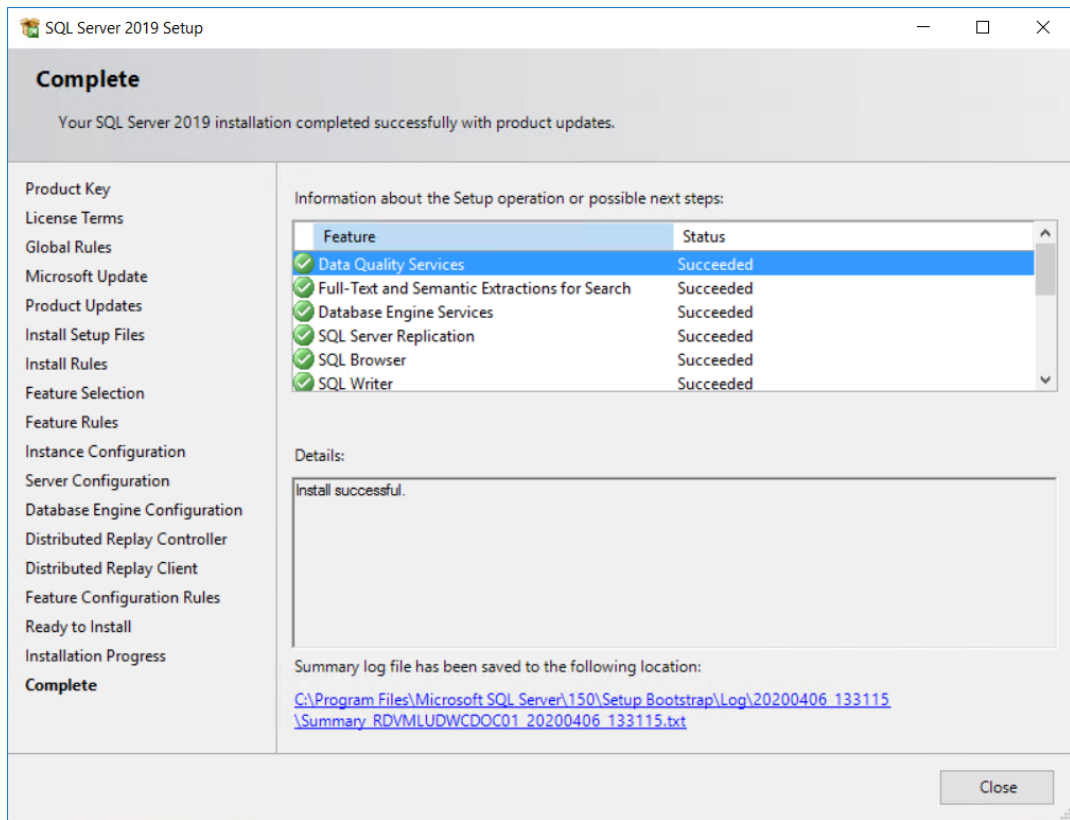 SQL Server 2019 Setup
Complete
Your SQL Server 2019 installation completed successfully with product updates.
Product Key
License Terms
Global Rules
Microsoft Update
Product Updates
Install Setup Files
Install Rules
Feature Selection
Feature Rules
Instance Configuration
Server Configuration
Database Engine Configuration
Distributed Replay Controller
Distributed Replay Client
Feature Configuration Rules
Ready to Install
Installation Progress
Complete
Information about the Setup operation or possible next steps:
Feature Status
Data Quality Services Succeeded
Full-Text and Semantic Extractions for Search Succeeded
Database Engine Services Succeeded
SQL Server Replication Succeeded
SQL Browser Succeeded
SQL Writer Succeeded
Details:
Install successful.
Summary log file has been saved to the following location:
C:\Program Files\Microsoft SQL Server\150\Setup Bootstrap\Log\20200406_133115
\Summary_RDVMLUDWCDOC01_20200406_133115.txt
Close